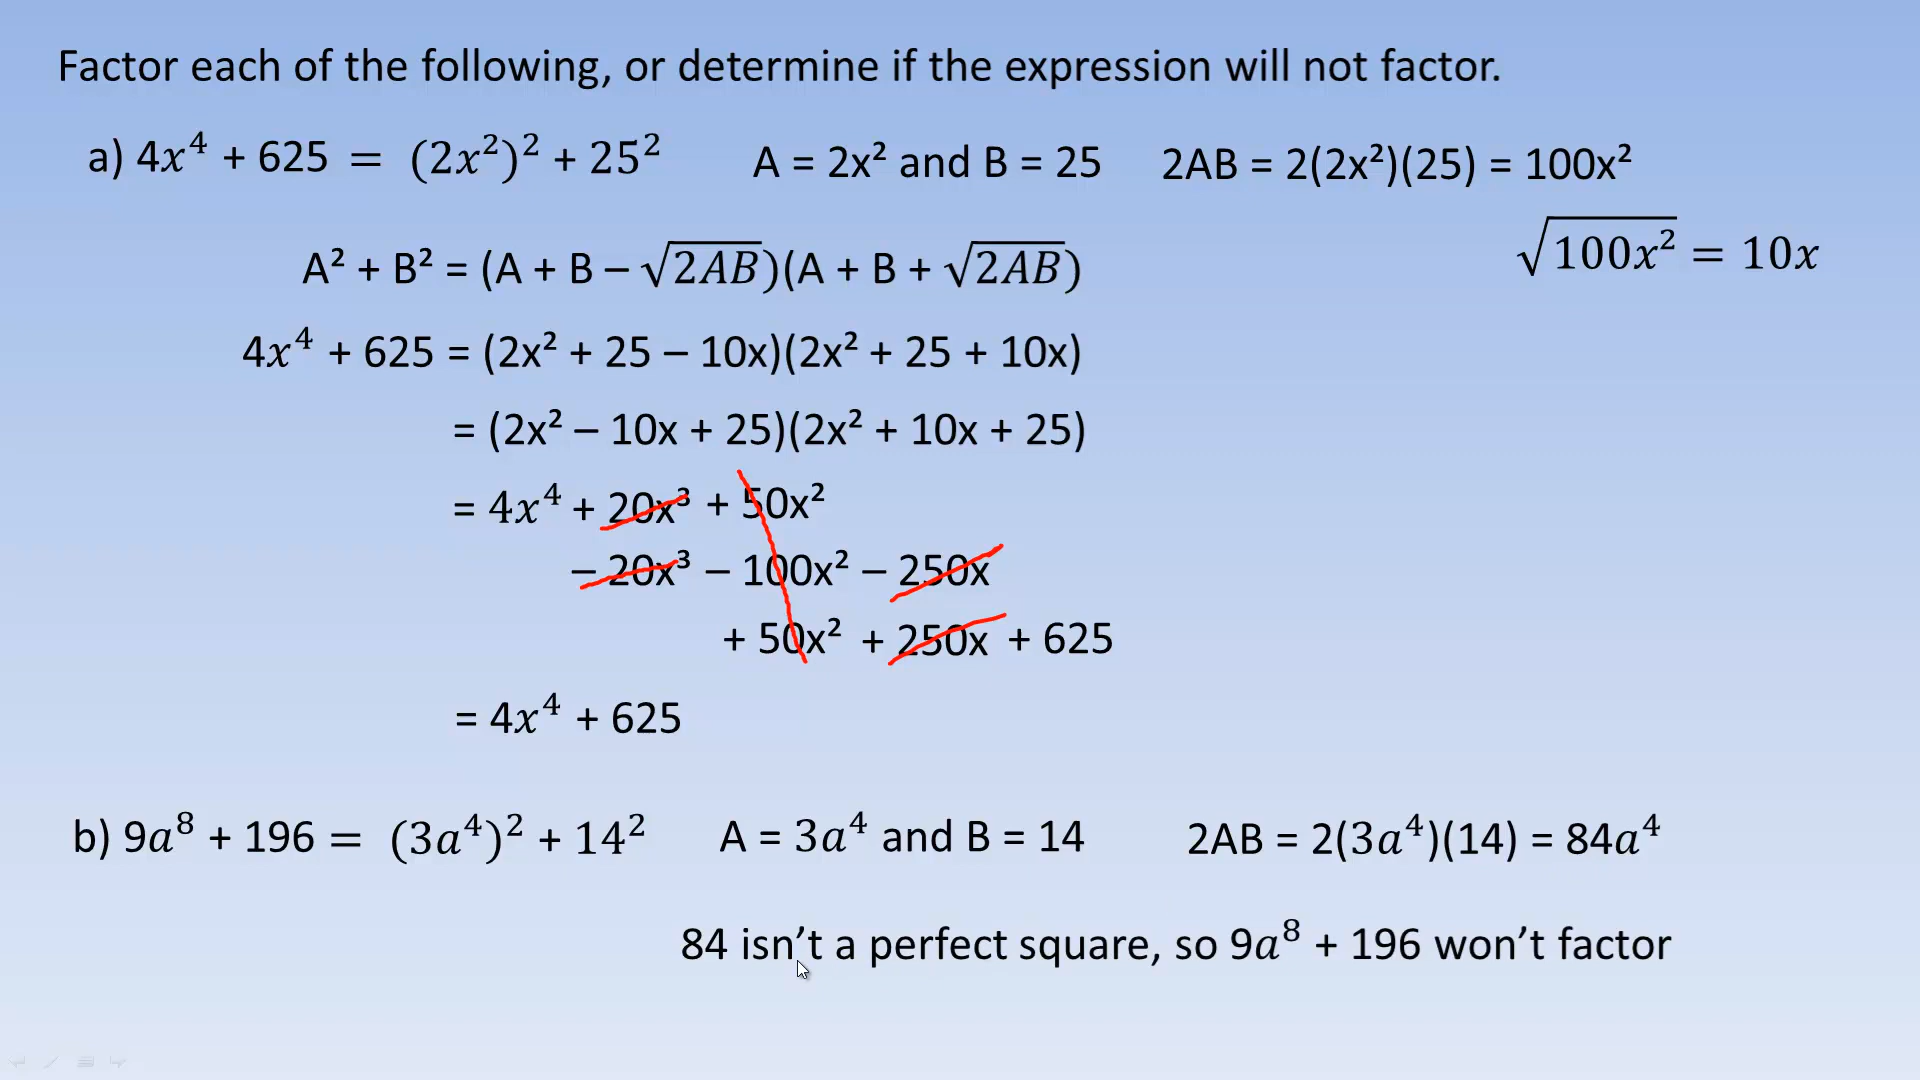 Factor each of the following, or determine if the expression will not factor.
a) 4x⁴ + 625 = (2x²)² + 25² A = 2x² and B = 25 2AB = 2(2x²)(25) = 100x²
√(100x²) = 10x
A² + B² = (A + B – √(2AB))(A + B + √(2AB))
4x⁴ + 625 = (2x² + 25 – 10x)(2x² + 25 + 10x)
= (2x² – 10x + 25)(2x² + 10x + 25)
= 4x⁴ + 20x³ + 50x²
– 20x³ – 100x² – 250x
+ 50x² + 250x + 625
= 4x⁴ + 625
b) 9a⁸ + 196 = (3a⁴)² + 14² A = 3a⁴ and B = 14 2AB = 2(3a⁴)(14) = 84a⁴
84 isn’t a perfect square, so 9a⁸ + 196 won’t factor